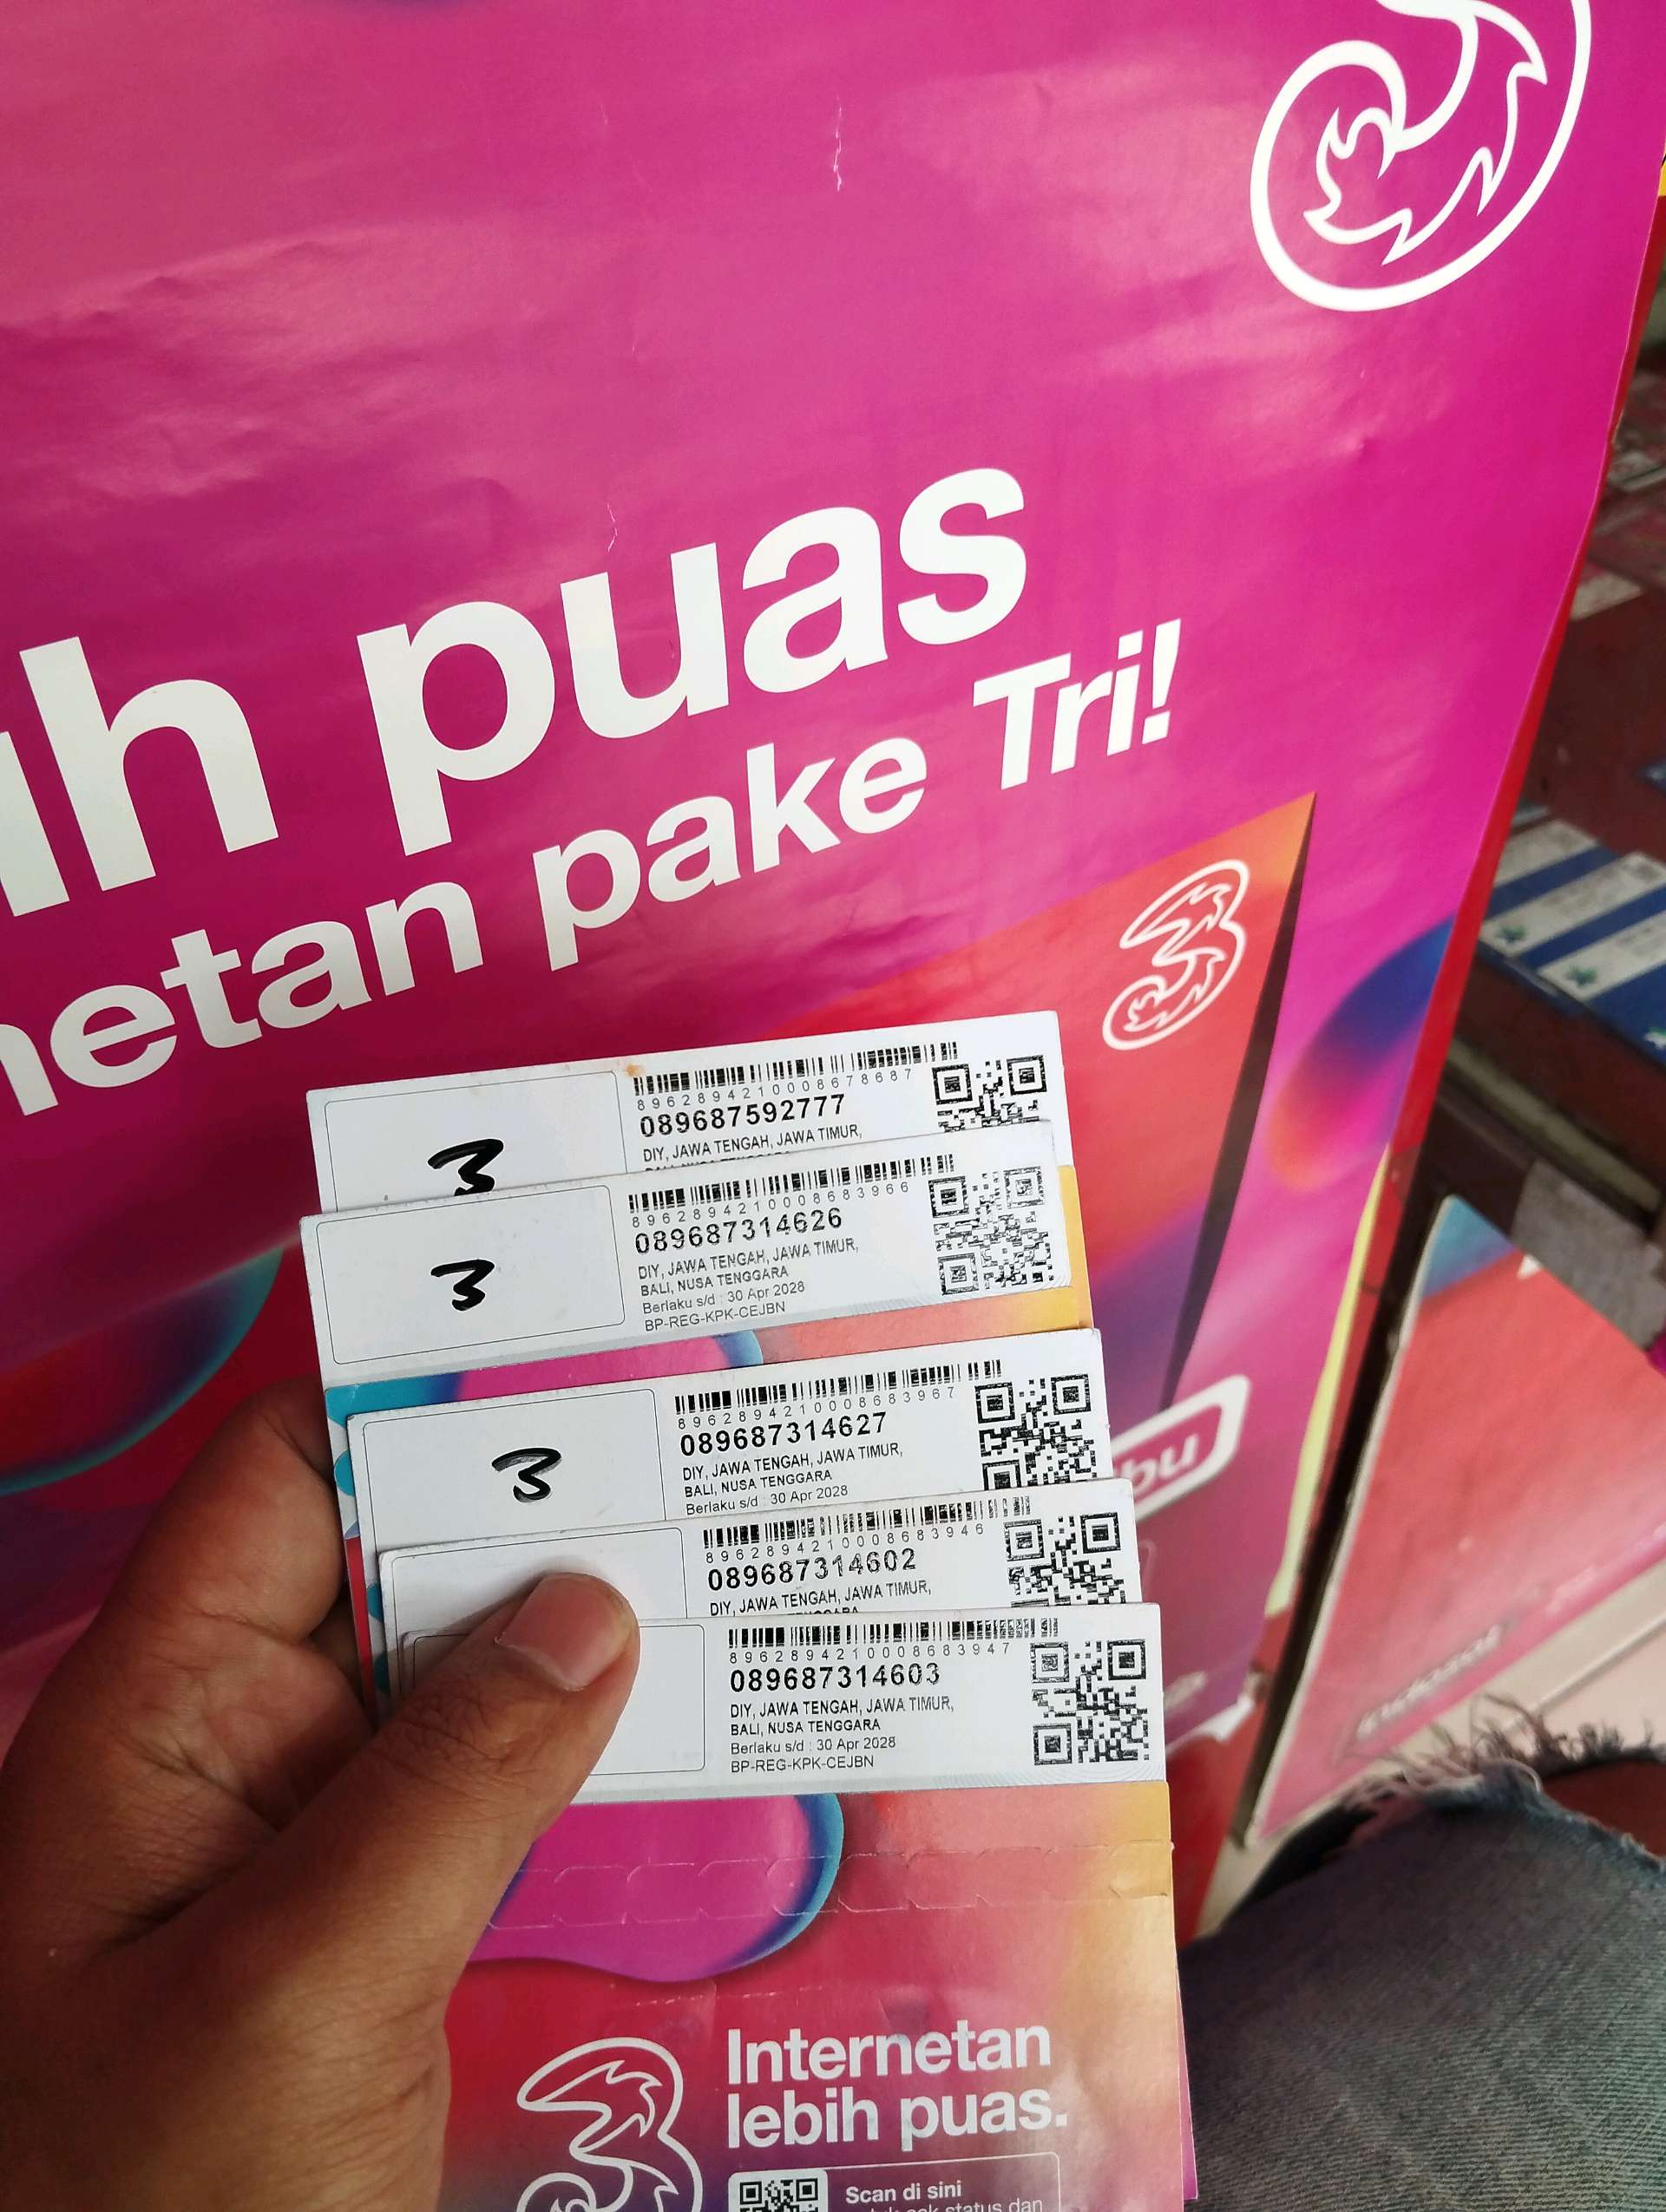 puas
netan pake Tri!
3
8962894210008678687
089687592777
DIY, JAWA TENGAH, JAWA TIMUR,
8962894210008683966
089687314626
DIY, JAWA TENGAH, JAWA TIMUR,
BALI, NUSA TENGGARA
Berlaku s/d : 30 Apr 2028
BP-REG-KPK-CEJBN
3
8962894210008683967
089687314627
DIY, JAWA TENGAH, JAWA TIMUR,
BALI, NUSA TENGGARA
Berlaku s/d : 30 Apr 2028
3
8962894210008683946
089687314602
DIY, JAWA TENGAH, JAWA TIMUR,
8962894210008683947
089687314603
DIY, JAWA TENGAH, JAWA TIMUR,
BALI, NUSA TENGGARA
Berlaku s/d : 30 Apr 2028
BP-REG-KPK-CEJBN
3
Internetan
lebih puas.
Scan di sini
status dan